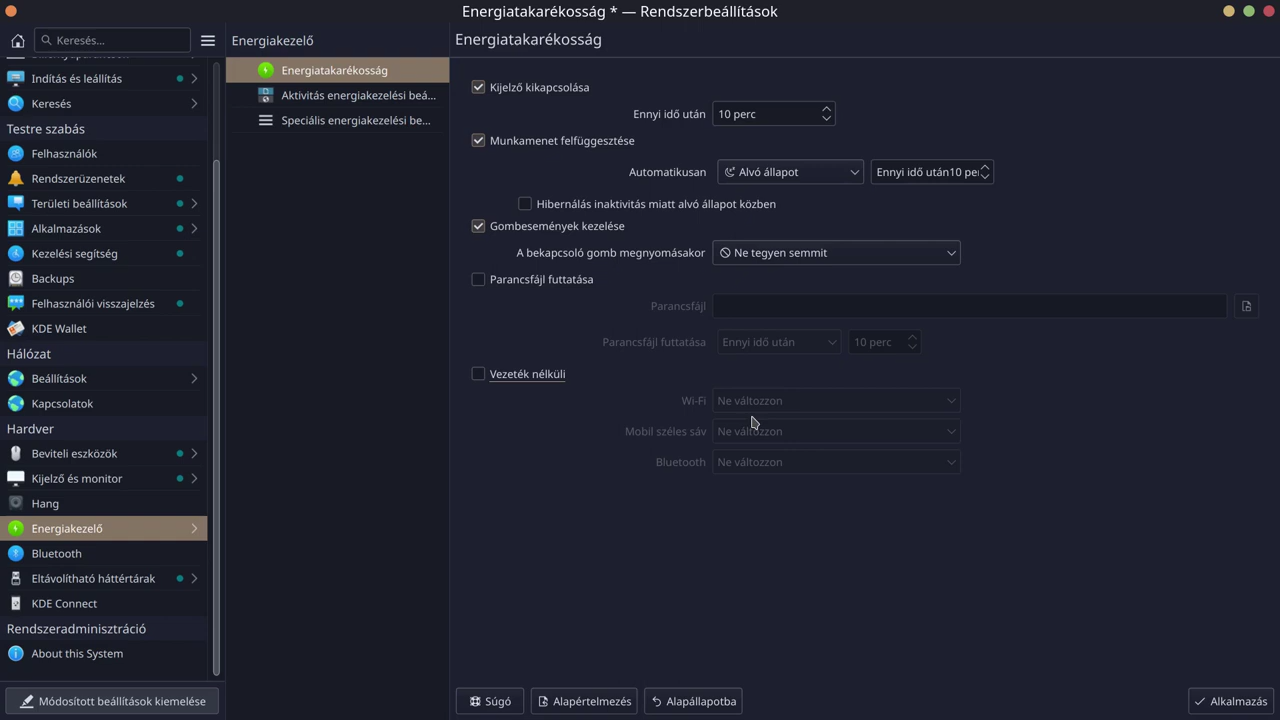 Energiatakarékosság * — Rendszerbeállítások
Keresés...
Indítás és leállítás
Keresés
Testre szabás
Felhasználók
Rendszerüzenetek
Területi beállítások
Alkalmazások
Kezelési segítség
Backups
Felhasználói visszajelzés
KDE Wallet
Hálózat
Beállítások
Kapcsolatok
Hardver
Beviteli eszközök
Kijelző és monitor
Hang
Energiakezelő
Bluetooth
Eltávolítható háttértárak
KDE Connect
Rendszeradminisztráció
About this System
Módosított beállítások kiemelése
Energiakezelő
Energiatakarékosság
Aktivitás energiakezelési beá...
Speciális energiakezelési be...
Energiatakarékosság
Kijelző kikapcsolása
Ennyi idő után 10 perc
Munkamenet felfüggesztése
Automatikusan Alvó állapot Ennyi idő után10 per
Hibernálás inaktivitás miatt alvó állapot közben
Gombesemények kezelése
A bekapcsoló gomb megnyomásakor Ne tegyen semmit
Parancsfájl futtatása
Parancsfájl
Parancsfájl futtatása Ennyi idő után 10 perc
Vezeték nélküli
Wi-Fi Ne változzon
Mobil széles sáv Ne változzon
Bluetooth Ne változzon
Súgó Alapértelmezés Alapállapotba Alkalmazás